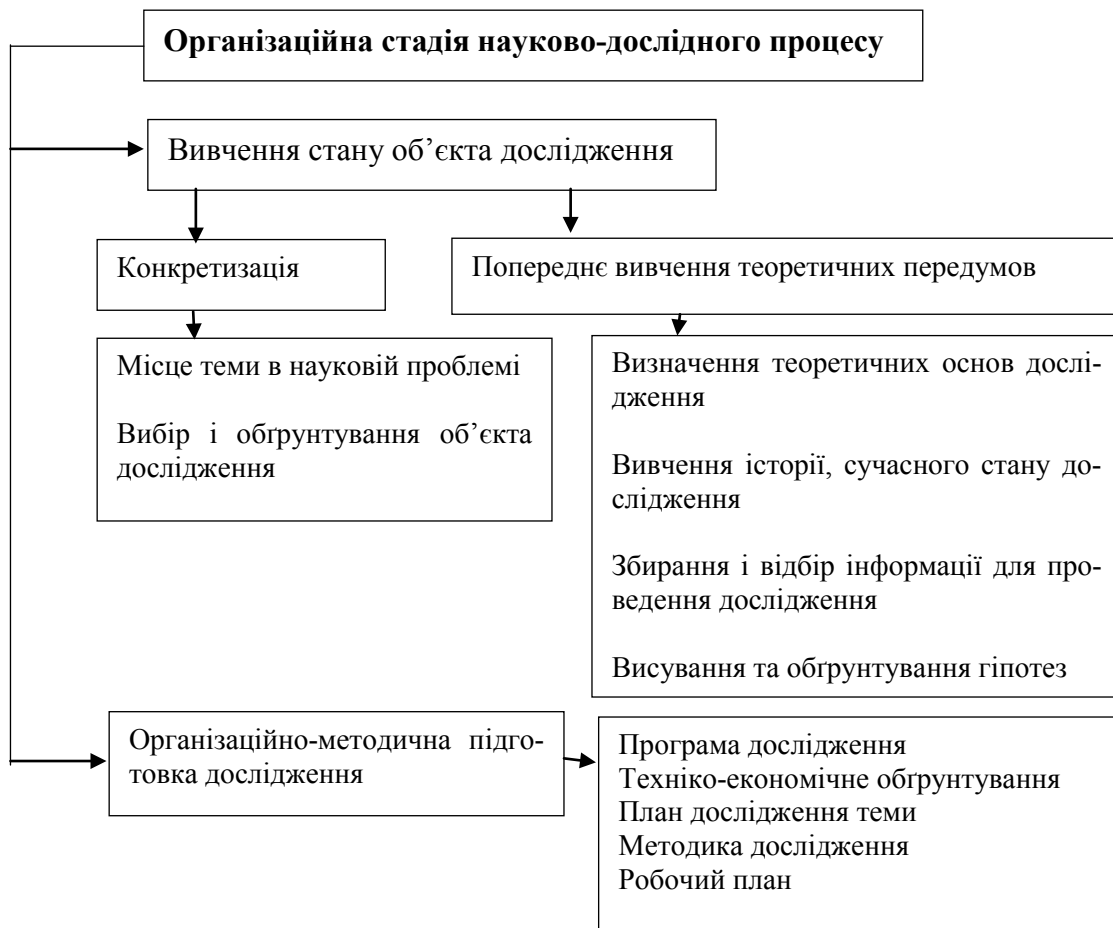 Організаційна стадія науково-дослідного процесу
Вивчення стану об’єкта дослідження
Конкретизація
Попереднє вивчення теоретичних передумов
Місце теми в науковій проблемі
Вибір і обґрунтування об’єкта
дослідження
Визначення теоретичних основ дослі-
дження
Вивчення історії, сучасного стану до-
слідження
Збирання і відбір інформації для про-
ведення дослідження
Висування та обґрунтування гіпотез
Організаційно-методична підго-
товка дослідження
Програма дослідження
Техніко-економічне обґрунтування
План дослідження теми
Методика дослідження
Робочий план